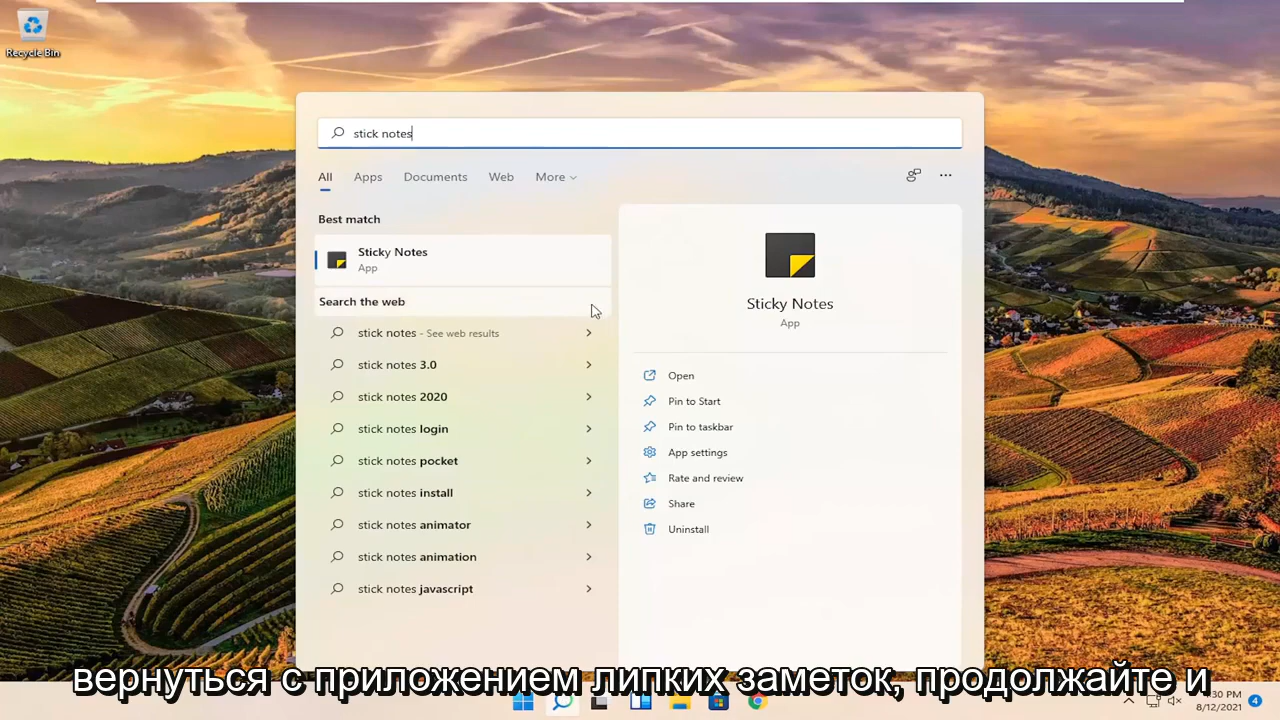 Recycle Bin
stick notes
All Apps Documents Web More
Best match
Sticky Notes
App
Search the web
stick notes - See web results
stick notes 3.0
stick notes 2020
stick notes login
stick notes pocket
stick notes install
stick notes animator
stick notes animation
stick notes javascript
Sticky Notes
App
Open
Pin to Start
Pin to taskbar
App settings
Rate and review
Share
Uninstall
вернуться с приложением липких заметок, продолжайте и
:30 PM
8/12/2021
4